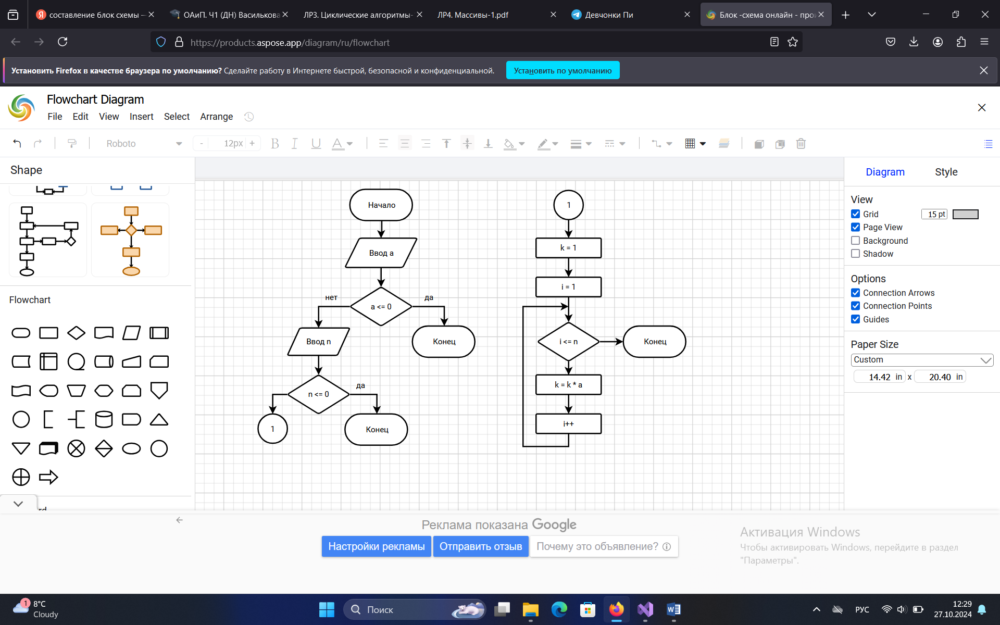 составление блок схемы –
ОАиП. Ч1 (ДН) Василькова
ЛР3. Циклические алгоритмы-
ЛР4. Массивы-1.pdf
Девчонки Пи
Блок -схема онлайн - про
https://products.aspose.app/diagram/ru/flowchart
Установить Firefox в качестве браузера по умолчанию? Сделайте работу в Интернете быстрой, безопасной и конфиденциальной.
Установить по умолчанию
Flowchart Diagram
File Edit View Insert Select Arrange
Roboto
- 12px +
B I U A
Shape
Flowchart
Начало
Ввод a
a <= 0
нет
да
Ввод n
Конец
n <= 0
да
1
Конец
1
k = 1
i = 1
i <= n
Конец
k = k * a
i++
Diagram Style
View
Grid 15 pt
Page View
Background
Shadow
Options
Connection Arrows
Connection Points
Guides
Paper Size
Custom
14.42 in x 20.40 in
Реклама показана Google
Настройки рекламы
Отправить отзыв
Почему это объявление?
Активация Windows
Чтобы активировать Windows, перейдите в раздел
"Параметры".
1
8°C
Cloudy
Поиск
РУС
12:29
27.10.2024